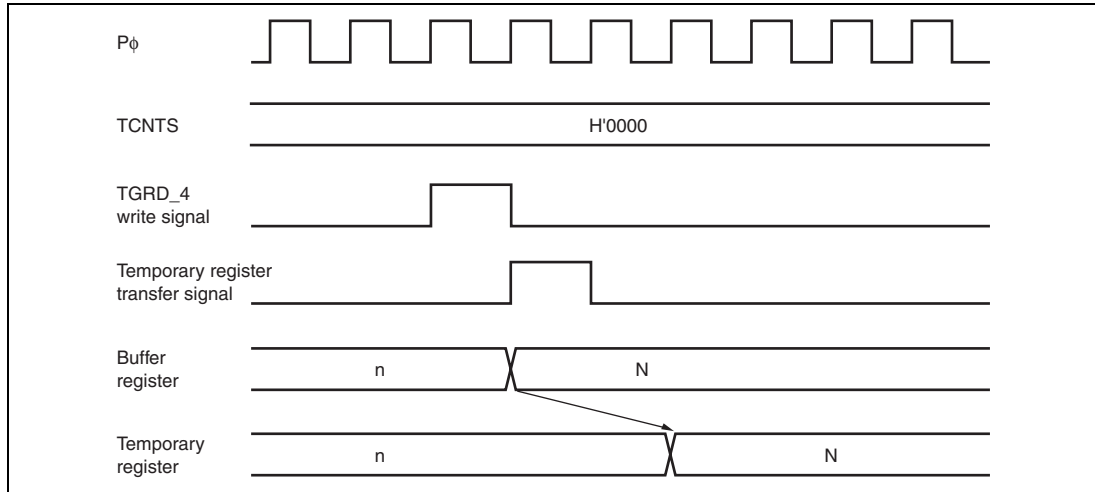 Pϕ
TCNTS
H'0000
TGRD_4
write signal
Temporary register
transfer signal
Buffer
register
n
N
Temporary
register
n
N